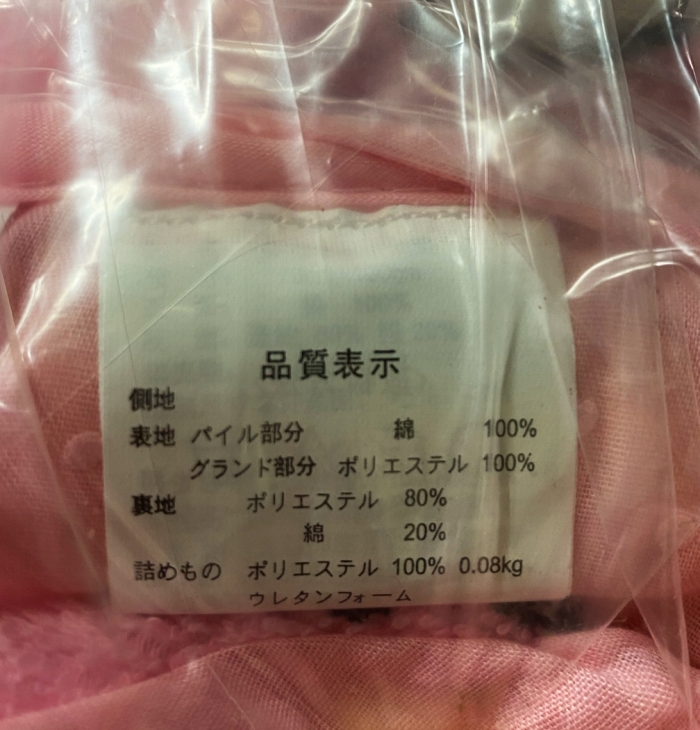 品質表示
側地
表地 パイル部分 綿 100%
グランド部分 ポリエステル 100%
裏地 ポリエステル 80%
綿 20%
詰めもの ポリエステル 100% 0.08kg
ウレタンフォーム